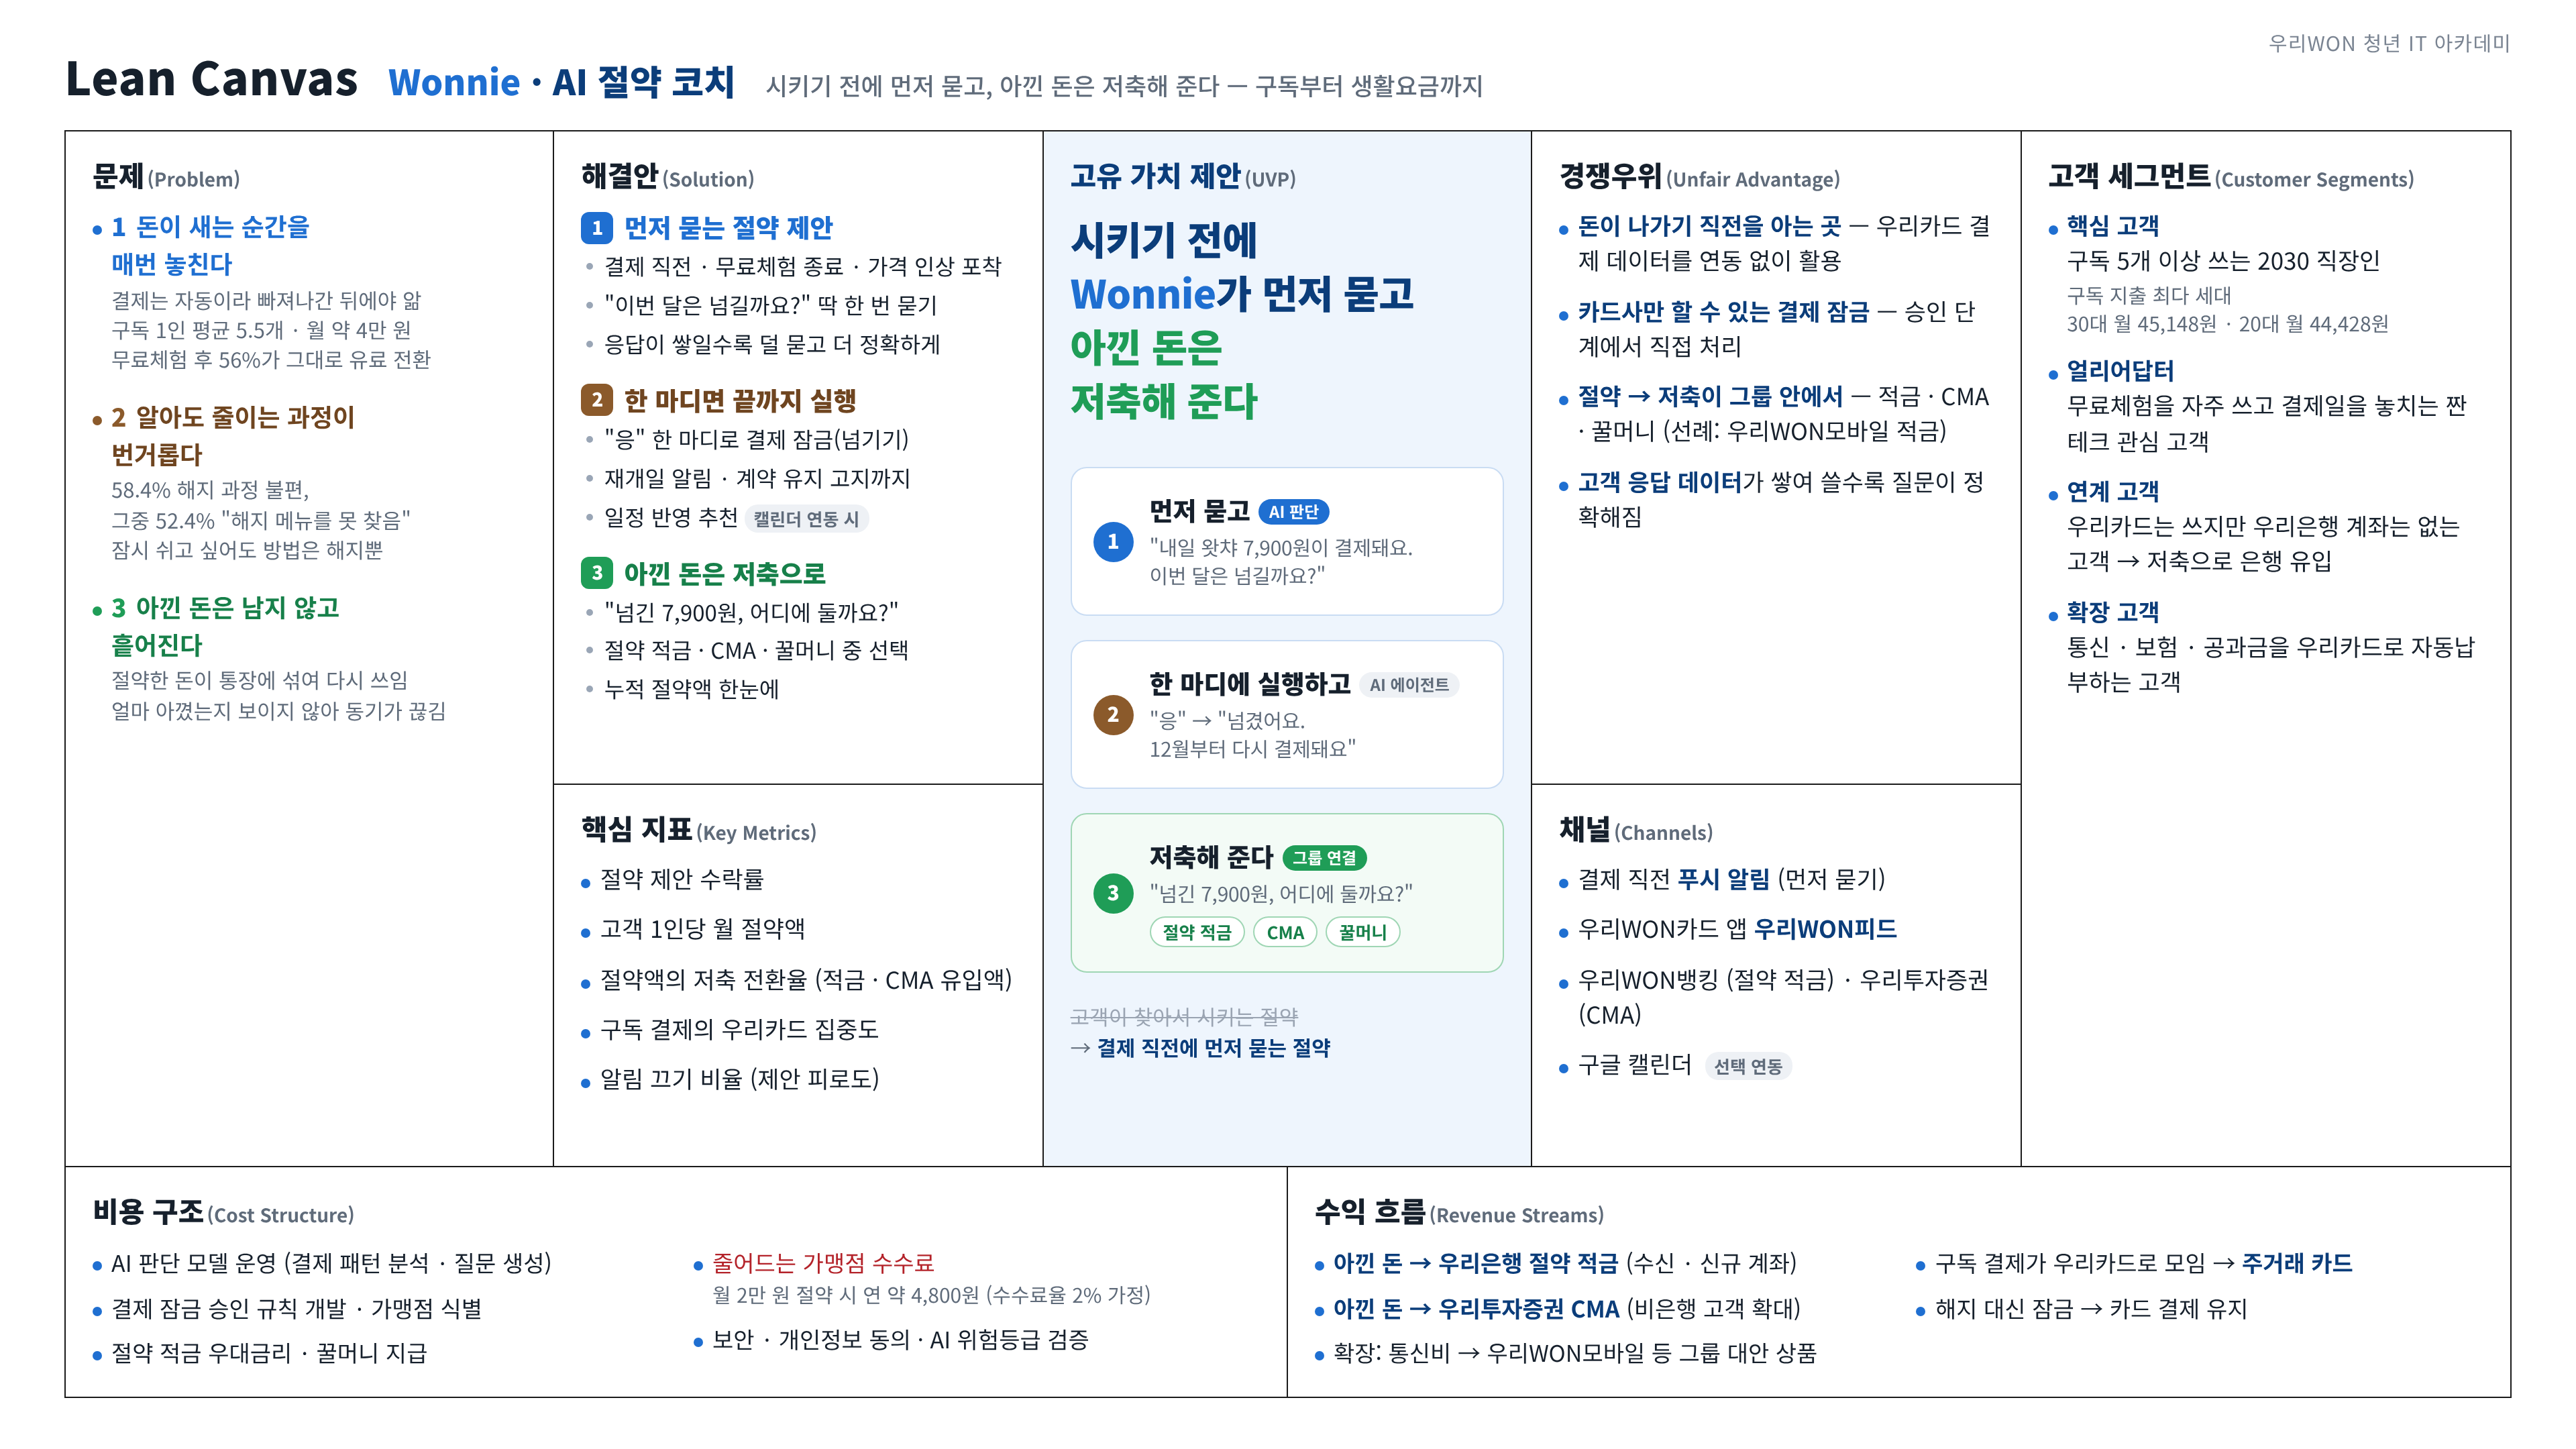 우리WON 청년 IT 아카데미
Lean Canvas Wonnie · AI 절약 코치 시키기 전에 먼저 묻고, 아낀 돈은 저축해 준다 — 구독부터 생활요금까지
문제(Problem)
• 1 돈이 새는 순간을
매번 놓친다
결제는 자동이라 빠져나간 뒤에야 앎
구독 1인 평균 5.5개 · 월 약 4만 원
무료체험 후 56%가 그대로 유료 전환
• 2 알아도 줄이는 과정이
번거롭다
58.4% 해지 과정 불편,
그중 52.4% "해지 메뉴를 못 찾음"
잠시 쉬고 싶어도 방법은 해지뿐
• 3 아낀 돈은 남지 않고
흩어진다
절약한 돈이 통장에 섞여 다시 쓰임
얼마 아꼈는지 보이지 않아 동기가 끊김
해결안(Solution)
1 먼저 묻는 절약 제안
• 결제 직전 · 무료체험 종료 · 가격 인상 포착
• "이번 달은 넘길까요?" 딱 한 번 묻기
• 응답이 쌓일수록 덜 묻고 더 정확하게
2 한 마디면 끝까지 실행
• "응" 한 마디로 결제 잠금(넘기기)
• 재개일 알림 · 계약 유지 고지까지
• 일정 반영 추천 캘린더 연동 시
3 아낀 돈은 저축으로
• "넘긴 7,900원, 어디에 둘까요?"
• 절약 적금 · CMA · 꿀머니 중 선택
• 누적 절약액 한눈에
핵심 지표(Key Metrics)
• 절약 제안 수락률
• 고객 1인당 월 절약액
• 절약액의 저축 전환율 (적금 · CMA 유입액)
• 구독 결제의 우리카드 집중도
• 알림 끄기 비율 (제안 피로도)
고유 가치 제안(UVP)
시키기 전에
Wonnie가 먼저 묻고
아낀 돈은
저축해 준다
1 먼저 묻고 AI 판단
"내일 왓챠 7,900원이 결제돼요.
이번 달은 넘길까요?"
2 한 마디에 실행하고 AI 에이전트
"응" → "넘겼어요.
12월부터 다시 결제돼요"
3 저축해 준다 그룹 연결
"넘긴 7,900원, 어디에 둘까요?"
절약 적금 CMA 꿀머니
고객이 찾아서 시키는 절약
→ 결제 직전에 먼저 묻는 절약
경쟁우위(Unfair Advantage)
• 돈이 나가기 직전을 아는 곳 — 우리카드 결
제 데이터를 연동 없이 활용
• 카드사만 할 수 있는 결제 잠금 — 승인 단
계에서 직접 처리
• 절약 → 저축이 그룹 안에서 — 적금 · CMA
· 꿀머니 (선례: 우리WON모바일 적금)
• 고객 응답 데이터가 쌓여 쓸수록 질문이 정
확해짐
채널(Channels)
• 결제 직전 푸시 알림 (먼저 묻기)
• 우리WON카드 앱 우리WON피드
• 우리WON뱅킹 (절약 적금) · 우리투자증권
(CMA)
• 구글 캘린더 선택 연동
고객 세그먼트(Customer Segments)
• 핵심 고객
구독 5개 이상 쓰는 2030 직장인
구독 지출 최다 세대
30대 월 45,148원 · 20대 월 44,428원
• 얼리어답터
무료체험을 자주 쓰고 결제일을 놓치는 짠
테크 관심 고객
• 연계 고객
우리카드는 쓰지만 우리은행 계좌는 없는
고객 → 저축으로 은행 유입
• 확장 고객
통신 · 보험 · 공과금을 우리카드로 자동납
부하는 고객
비용 구조(Cost Structure)
• AI 판단 모델 운영 (결제 패턴 분석 · 질문 생성)
• 결제 잠금 승인 규칙 개발 · 가맹점 식별
• 절약 적금 우대금리 · 꿀머니 지급
• 줄어드는 가맹점 수수료
월 2만 원 절약 시 연 약 4,800원 (수수료율 2% 가정)
• 보안 · 개인정보 동의 · AI 위험등급 검증
수익 흐름(Revenue Streams)
• 아낀 돈 → 우리은행 절약 적금 (수신 · 신규 계좌)
• 아낀 돈 → 우리투자증권 CMA (비은행 고객 확대)
• 확장: 통신비 → 우리WON모바일 등 그룹 대안 상품
• 구독 결제가 우리카드로 모임 → 주거래 카드
• 해지 대신 잠금 → 카드 결제 유지